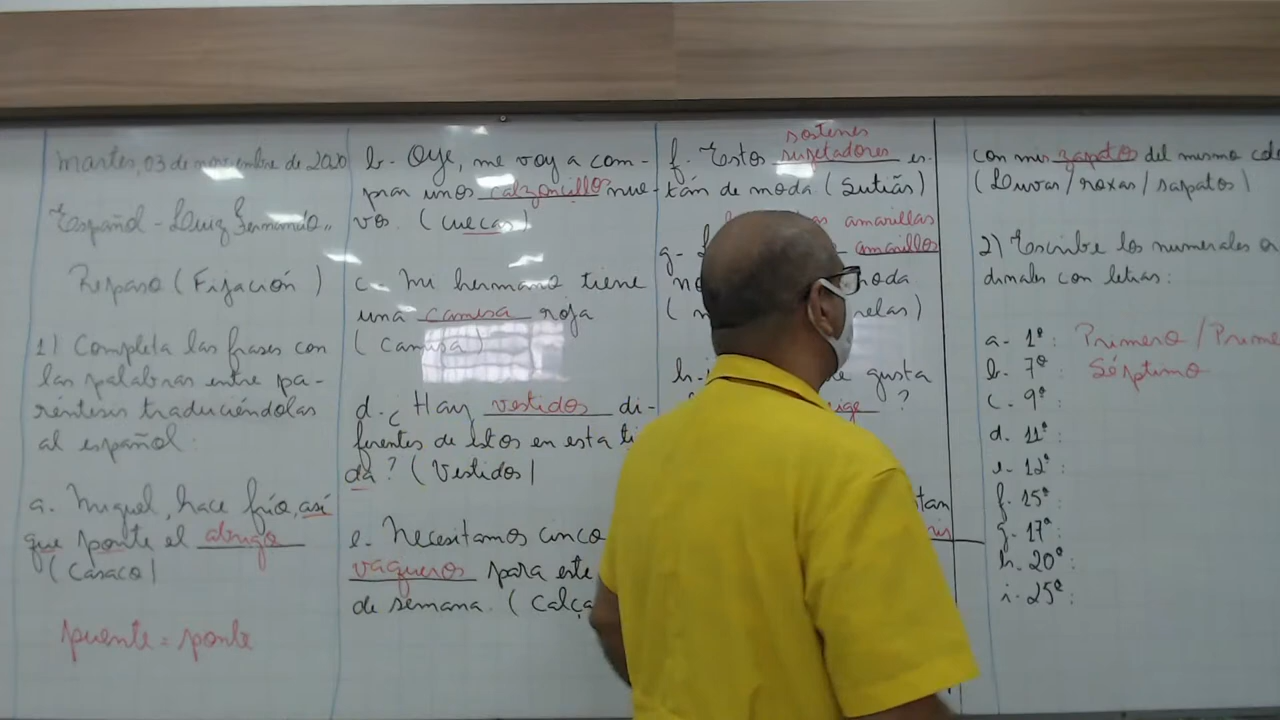 Martes, 03 de noviembre de 2020
Español - Luiz Fernando
Repaso (Fijación)
1) Completa las frases con
las palabras entre pa-
réntesis traduciéndolas
al español:
a. Miguel, hace frío, así
que ponte el abrigo
(Casaco)
puente = ponte
b- Oye, me voy a com-
prar unos calzoncillos nue-
vos. (cuecas)
c. Mi hermano tiene
una camisa roja
(Camisa)
d. ¿Hay vestidos di-
ferentes de estos en esta ti
da? (Vestidos)
e. Necesitamos cinco
vaqueros para este
de semana. (Calça
sostenes
f. Estos sujetadores es-
tán de moda (Sutiãs)
amarillas
g- amarillos
no moda
( relas)
h. gusta
?
tan
con mis zapatos del mismo colo
(Luvas/roxas/sapatos)
2) Escribe los numerales or
dinales con letras:
a- 1º: Primero / Prime
b- 7º: Séptimo
c- 9º:
d. 11º:
e- 12º:
f. 15º:
g. 17º:
h. 20º:
i- 25º: